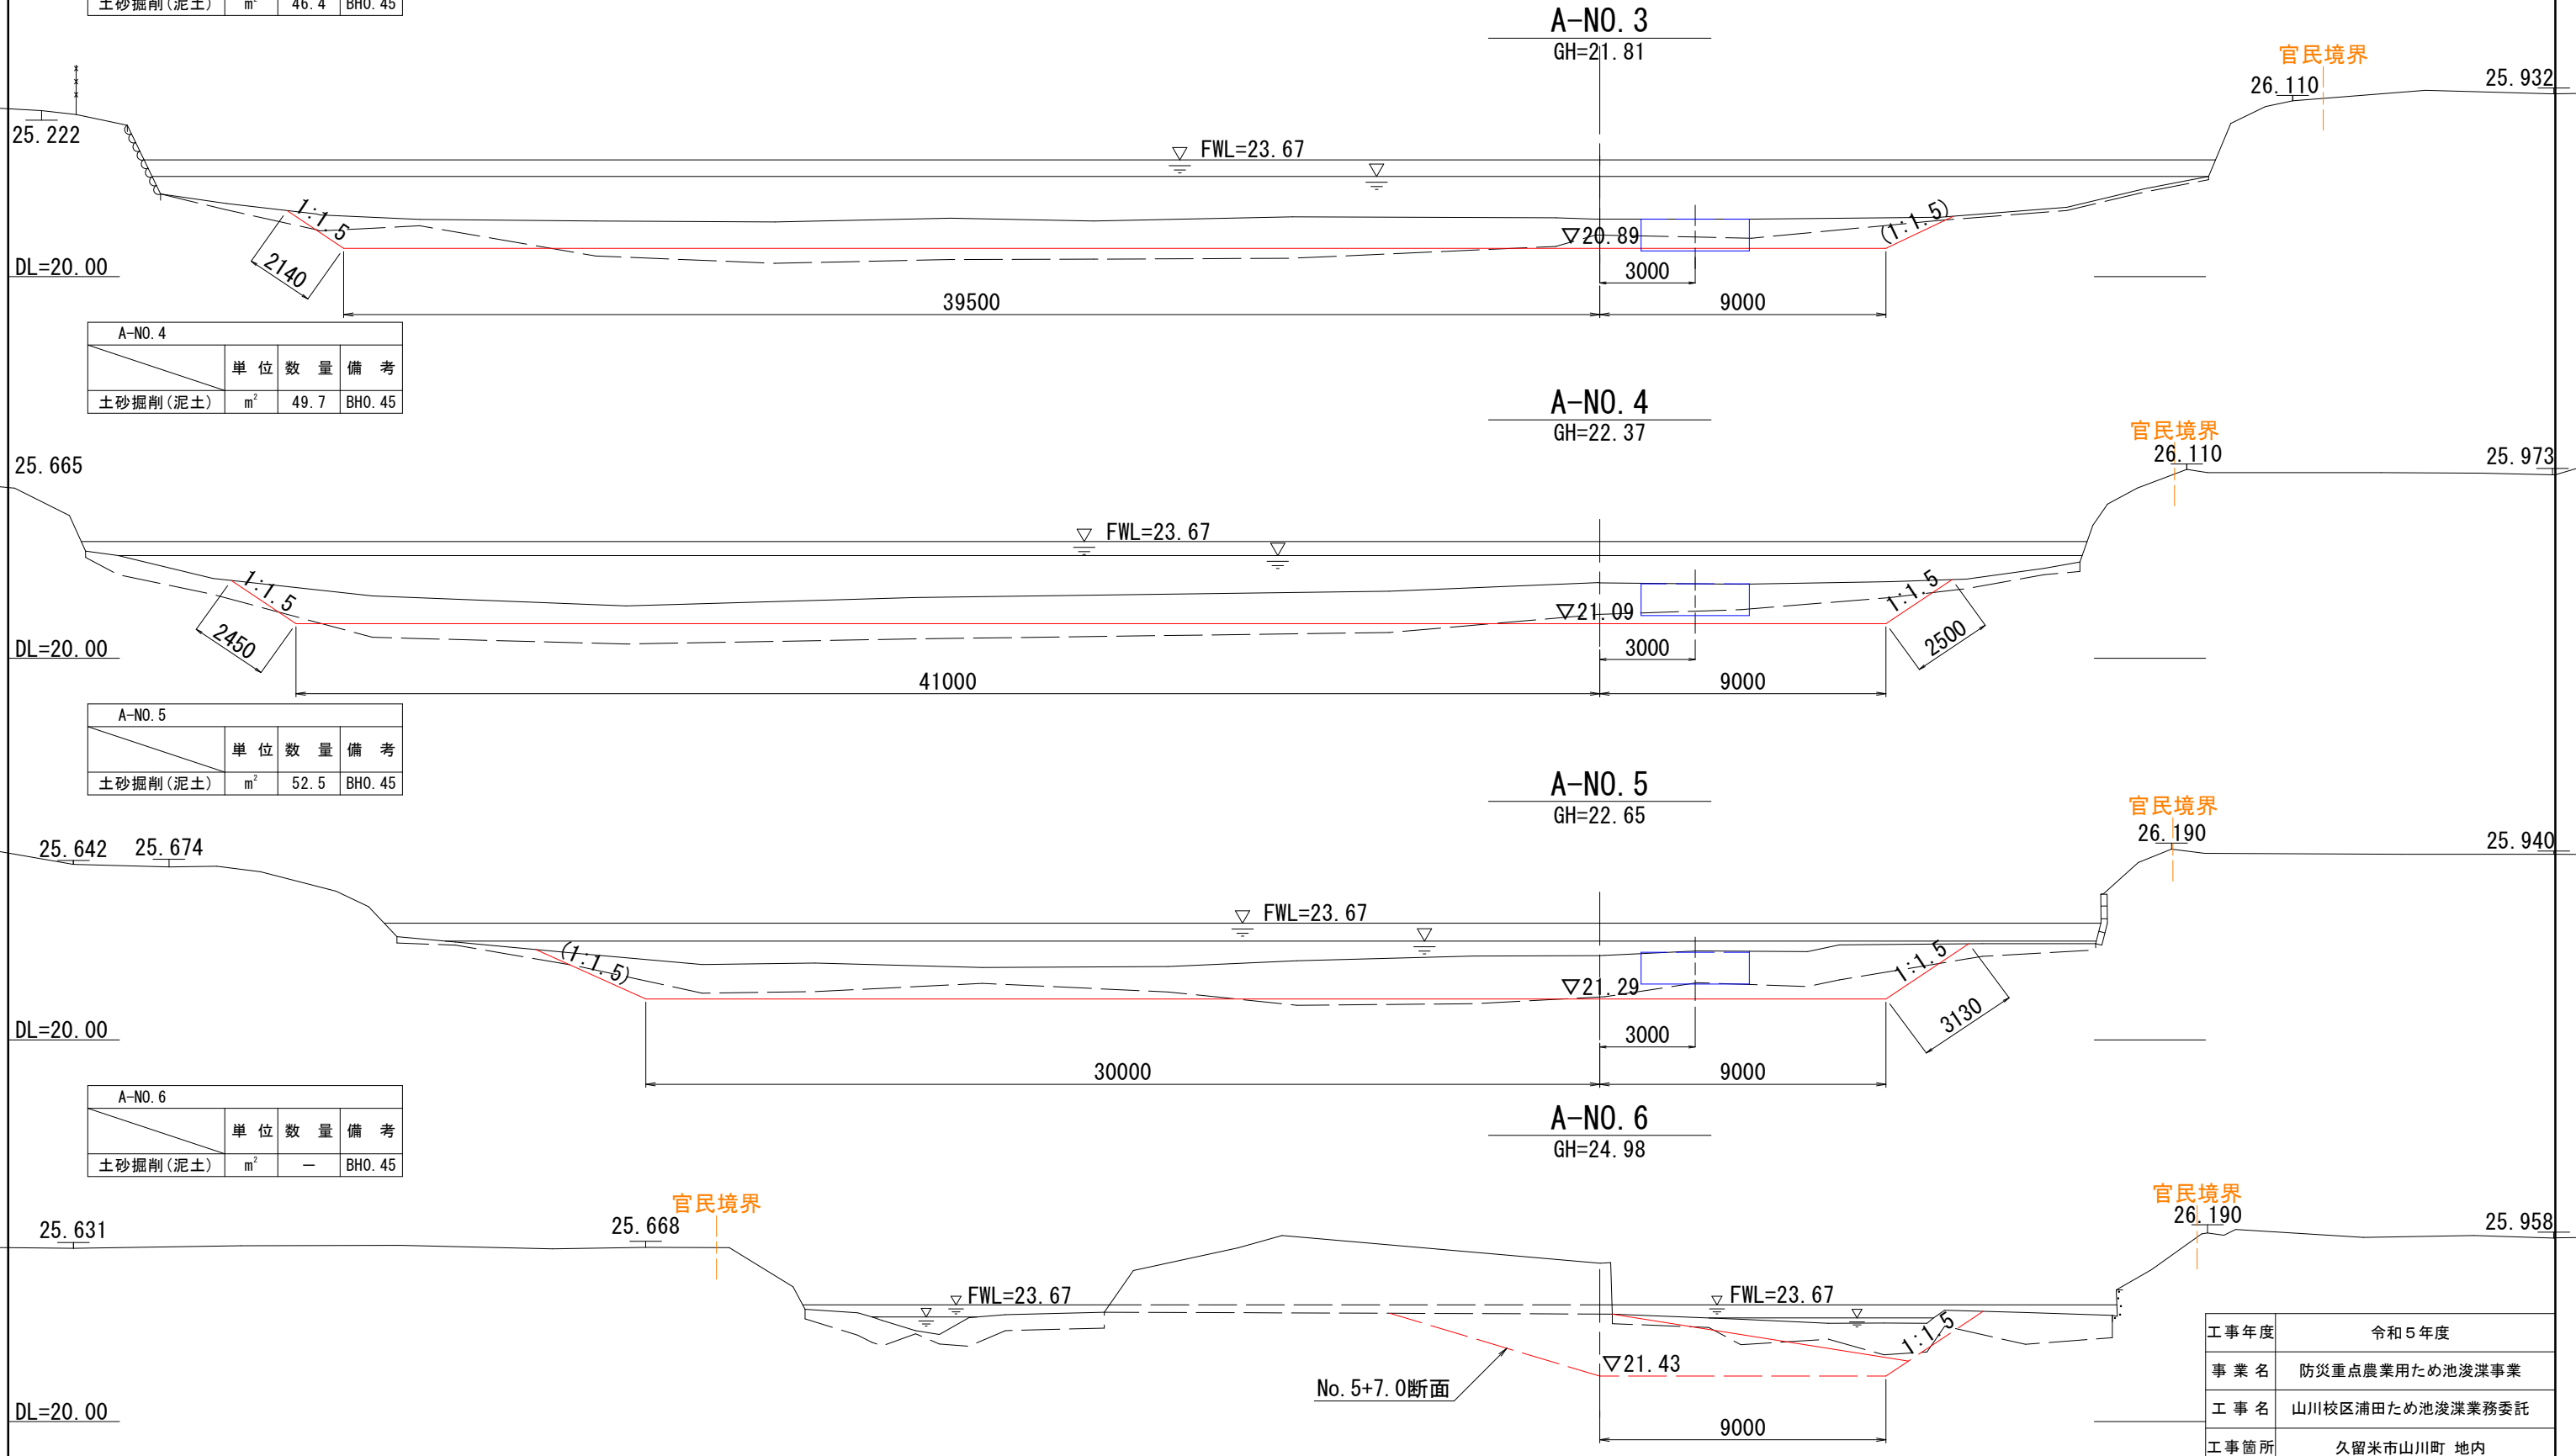 土砂掘削(泥土) m² 46.4 BH0.45
A-NO.3
GH=21.81
官民境界
26.110
25.932
25.222
FWL=23.67
1:1.5
▽20.89
(1:1.5)
2140
3000
DL=20.00
39500
9000
A-NO.4
単 位 数 量 備 考
土砂掘削(泥土) m² 49.7 BH0.45
A-NO.4
GH=22.37
官民境界
26.110
25.973
25.665
FWL=23.67
1:1.5
▽21.09
1:1.5
2450
3000
2500
DL=20.00
41000
9000
A-NO.5
単 位 数 量 備 考
土砂掘削(泥土) m² 52.5 BH0.45
A-NO.5
GH=22.65
官民境界
26.190
25.940
25.642
25.674
FWL=23.67
(1:1.5)
▽21.29
1:1.5
3130
3000
DL=20.00
30000
9000
A-NO.6
単 位 数 量 備 考
土砂掘削(泥土) m² － BH0.45
A-NO.6
GH=24.98
官民境界
官民境界
25.631
25.668
26.190
25.958
FWL=23.67
FWL=23.67
1:1.5
▽21.43
No.5+7.0断面
DL=20.00
9000
工事年度 令和５年度
事 業 名 防災重点農業用ため池浚渫事業
工 事 名 山川校区浦田ため池浚渫業務委託
工事箇所 久留米市山川町 地内